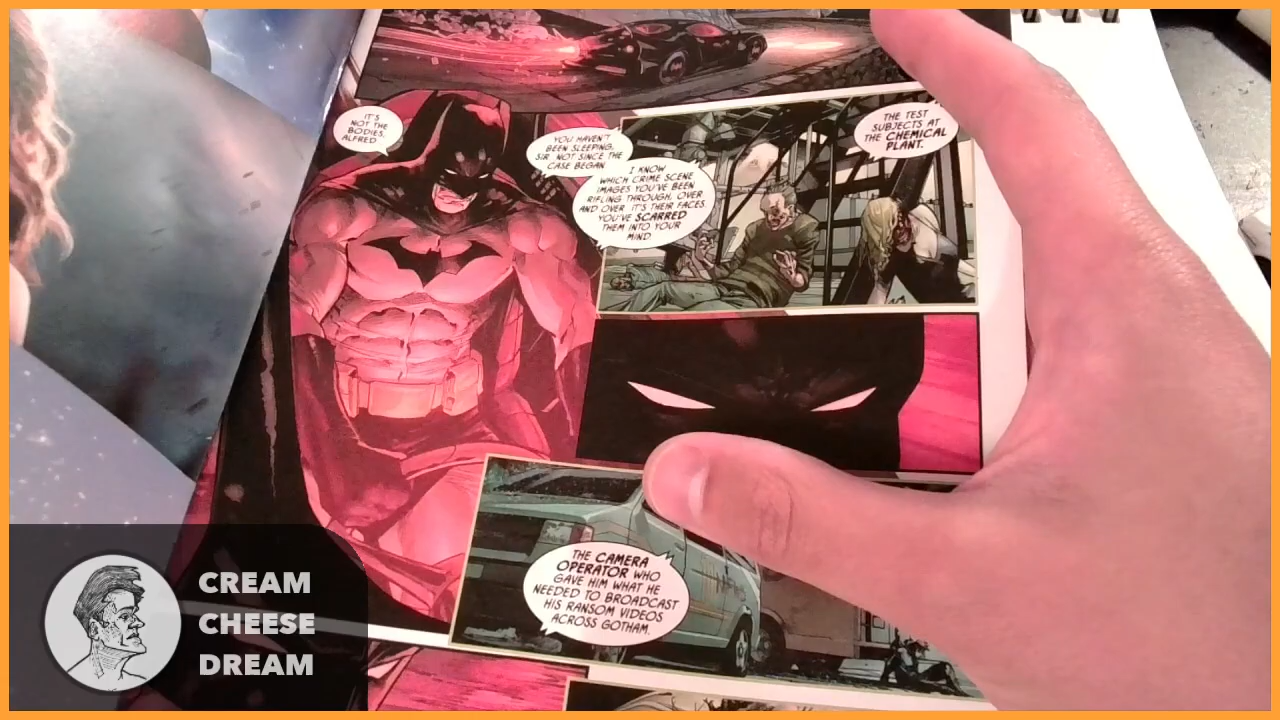 IT'S
NOT THE
BODIES,
ALFRED.
YOU HAVEN'T
BEEN SLEEPING,
SIR. NOT SINCE THE
CASE BEGAN.
I KNOW
WHICH CRIME SCENE
IMAGES YOU'VE BEEN
RIFLING THROUGH, OVER
AND OVER. IT'S THEIR FACES.
YOU'VE SCARRED
THEM INTO YOUR
MIND.
THE TEST
SUBJECTS AT
THE CHEMICAL
PLANT.
THE CAMERA
OPERATOR WHO
GAVE HIM WHAT HE
NEEDED TO BROADCAST
HIS RANSOM VIDEOS
ACROSS GOTHAM.
CREAM
CHEESE
DREAM